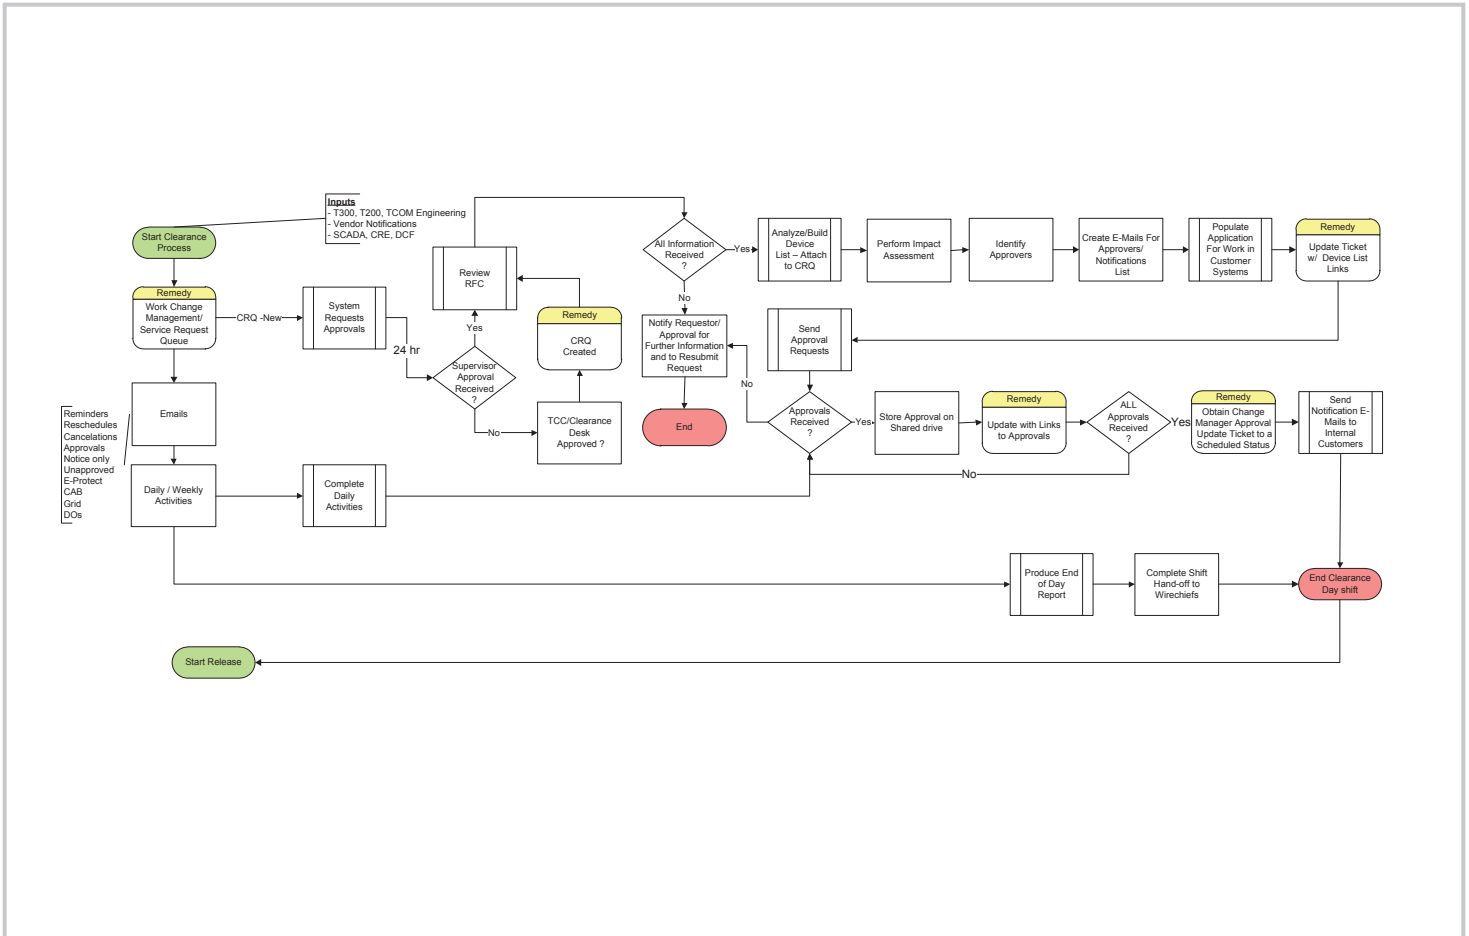 Inputs
- T300, T200, TCOM Engineering
- Vendor Notifications
- SCADA, CRE, DCF
Start Clearance
Process
Remedy
Work Change
Management/
Service Request
Queue
CRQ -New
System
Requests
Approvals
24 hr
Supervisor
Approval
Received
?
Yes
No
Review
RFC
Remedy
CRQ
Created
TCC/Clearance
Desk
Approved ?
All Information
Received
?
Yes
No
Notify Requestor/
Approval for
Further Information
and to Resubmit
Request
End
Analyze/Build
Device
List – Attach
to CRQ
Perform Impact
Assessment
Identify
Approvers
Create E-Mails For
Approvers/
Notifications
List
Populate
Application
For Work in
Customer
Systems
Remedy
Update Ticket
w/ Device List
Links
Send
Approval
Requests
No
Approvals
Received
?
Yes
Store Approval on
Shared drive
Remedy
Update with Links
to Approvals
ALL
Approvals
Received
?
Yes
No
Remedy
Obtain Change
Manager Approval
Update Ticket to a
Scheduled Status
Send
Notification E-
Mails to
Internal
Customers
Emails
Reminders
Reschedules
Cancelations
Approvals
Notice only
Unapproved
E-Protect
CAB
Grid
DOs
Daily / Weekly
Activities
Complete
Daily
Activities
Produce End
of Day
Report
Complete Shift
Hand-off to
Wirechiefs
End Clearance
Day shift
Start Release